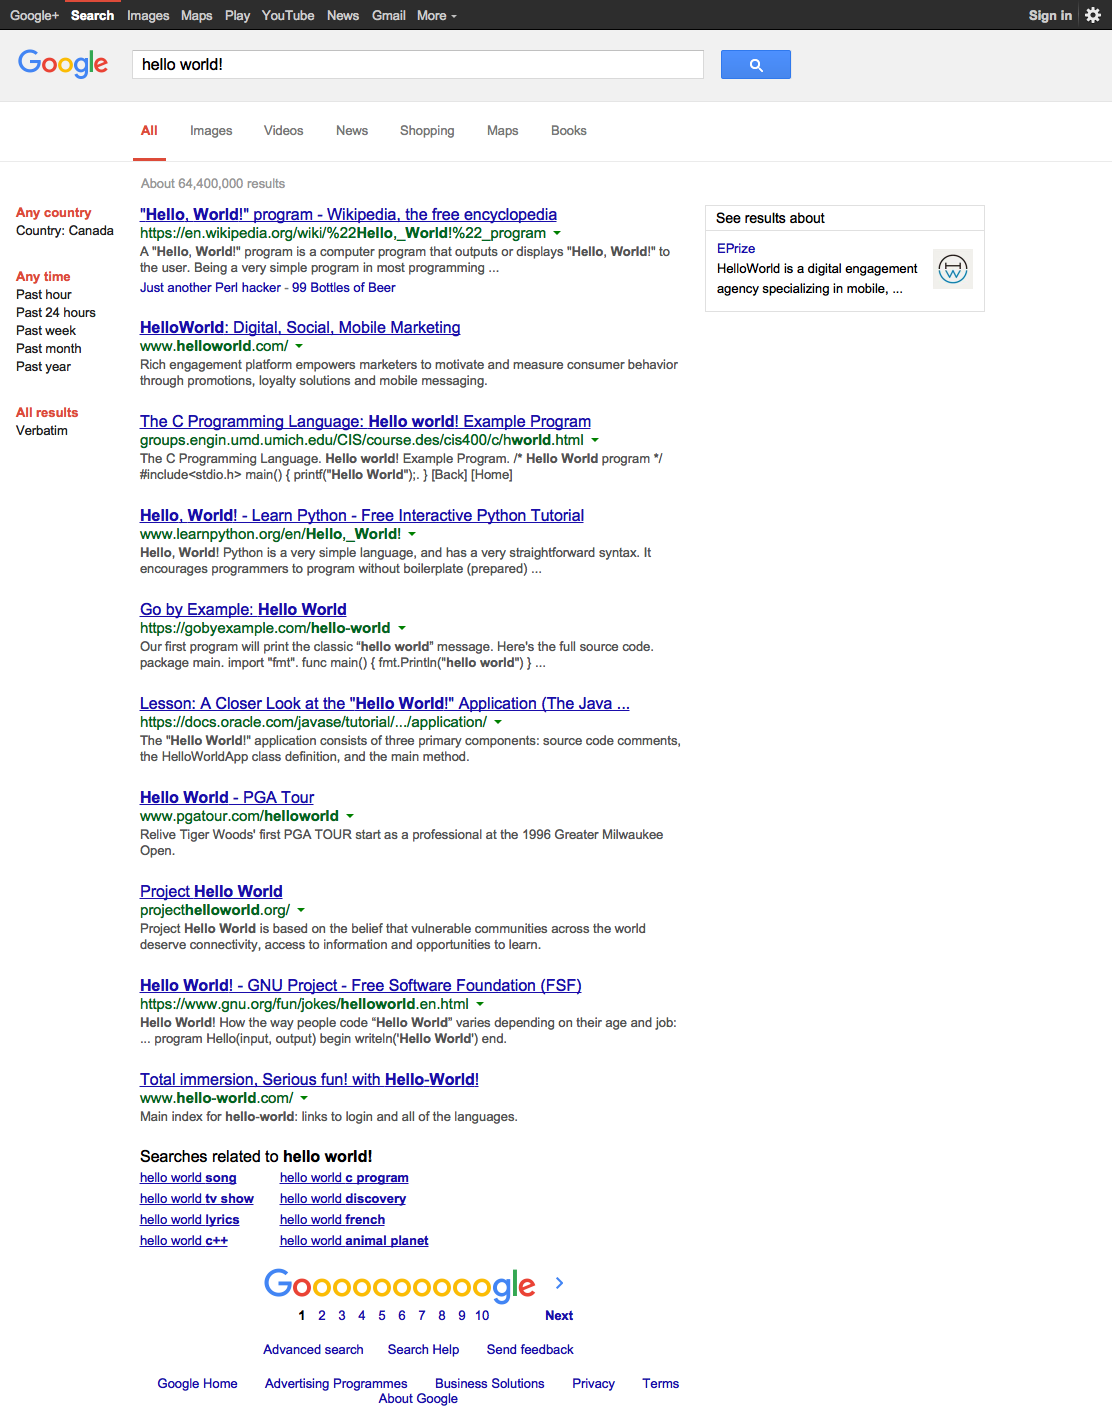 Google+ Search Images Maps Play YouTube News Gmail More Sign in
Google hello world!
All Images Videos News Shopping Maps Books
About 64,400,000 results
Any country
Country: Canada
Any time
Past hour
Past 24 hours
Past week
Past month
Past year
All results
Verbatim
"Hello, World!" program - Wikipedia, the free encyclopedia
https://en.wikipedia.org/wiki/%22Hello,_World!%22_program
A "Hello, World!" program is a computer program that outputs or displays "Hello, World!" to
the user. Being a very simple program in most programming ...
Just another Perl hacker - 99 Bottles of Beer
HelloWorld: Digital, Social, Mobile Marketing
www.helloworld.com/
Rich engagement platform empowers marketers to motivate and measure consumer behavior
through promotions, loyalty solutions and mobile messaging.
The C Programming Language: Hello world! Example Program
groups.engin.umd.umich.edu/CIS/course.des/cis400/c/hworld.html
The C Programming Language. Hello world! Example Program. /* Hello World program */
#include<stdio.h> main() { printf("Hello World");. } [Back] [Home]
Hello, World! - Learn Python - Free Interactive Python Tutorial
www.learnpython.org/en/Hello,_World!
Hello, World! Python is a very simple language, and has a very straightforward syntax. It
encourages programmers to program without boilerplate (prepared) ...
Go by Example: Hello World
https://gobyexample.com/hello-world
Our first program will print the classic “hello world” message. Here's the full source code.
package main. import "fmt". func main() { fmt.Println("hello world") } ...
Lesson: A Closer Look at the "Hello World!" Application (The Java ...
https://docs.oracle.com/javase/tutorial/.../application/
The "Hello World!" application consists of three primary components: source code comments,
the HelloWorldApp class definition, and the main method.
Hello World - PGA Tour
www.pgatour.com/helloworld
Relive Tiger Woods' first PGA TOUR start as a professional at the 1996 Greater Milwaukee
Open.
Project Hello World
projecthelloworld.org/
Project Hello World is based on the belief that vulnerable communities across the world
deserve connectivity, access to information and opportunities to learn.
Hello World! - GNU Project - Free Software Foundation (FSF)
https://www.gnu.org/fun/jokes/helloworld.en.html
Hello World! How the way people code “Hello World” varies depending on their age and job:
... program Hello(input, output) begin writeln('Hello World') end.
Total immersion, Serious fun! with Hello-World!
www.hello-world.com/
Main index for hello-world: links to login and all of the languages.
See results about
EPrize
HelloWorld is a digital engagement
agency specializing in mobile, ...
HW
Searches related to hello world!
hello world song hello world c program
hello world tv show hello world discovery
hello world lyrics hello world french
hello world c++ hello world animal planet
Goooooooooogle
1 2 3 4 5 6 7 8 9 10 Next
Advanced search Search Help Send feedback
Google Home Advertising Programmes Business Solutions Privacy Terms
About Google